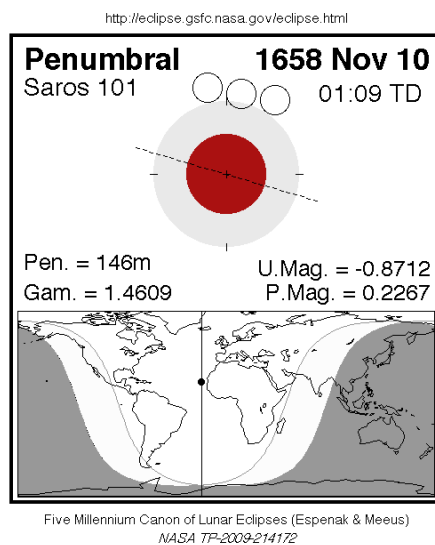 http://eclipse.gsfc.nasa.gov/eclipse.html
Penumbral 1658 Nov 10
Saros 101 01:09 TD
Pen. = 146m U.Mag. = -0.8712
Gam. = 1.4609 P.Mag. = 0.2267
Five Millennium Canon of Lunar Eclipses (Espenak & Meeus)
NASA TP-2009-214172